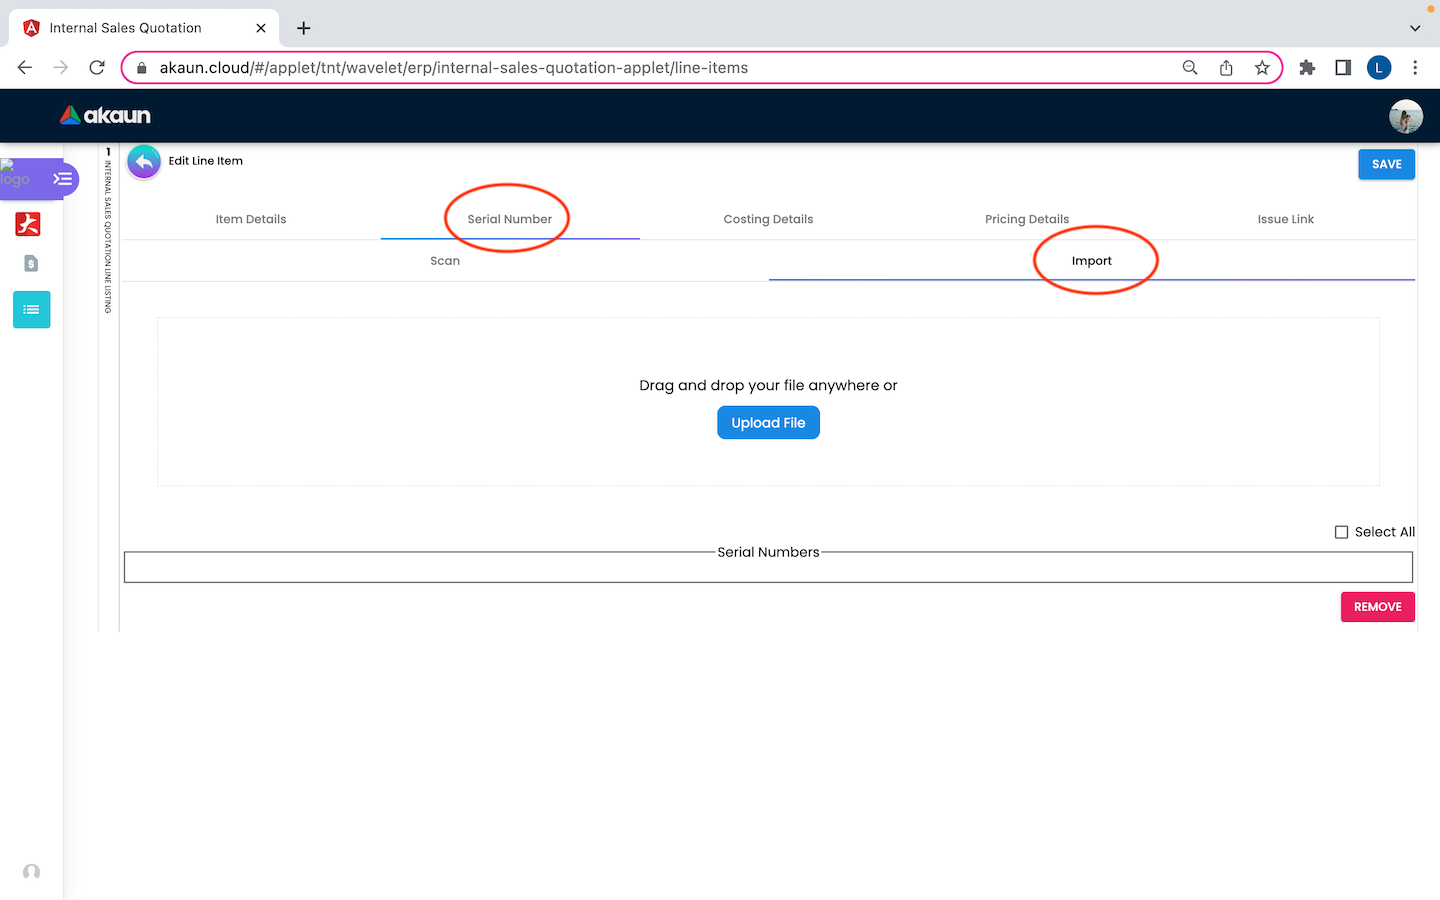 Internal Sales Quotation
akaun.cloud/#/applet/tnt/wavelet/erp/internal-sales-quotation-applet/line-items
L
akaun
logo
1
INTERNAL SALES QUOTATION LINE LISTING
Edit Line Item
SAVE
Item Details
Serial Number
Costing Details
Pricing Details
Issue Link
Scan
Import
Drag and drop your file anywhere or
Upload File
Select All
Serial Numbers
REMOVE